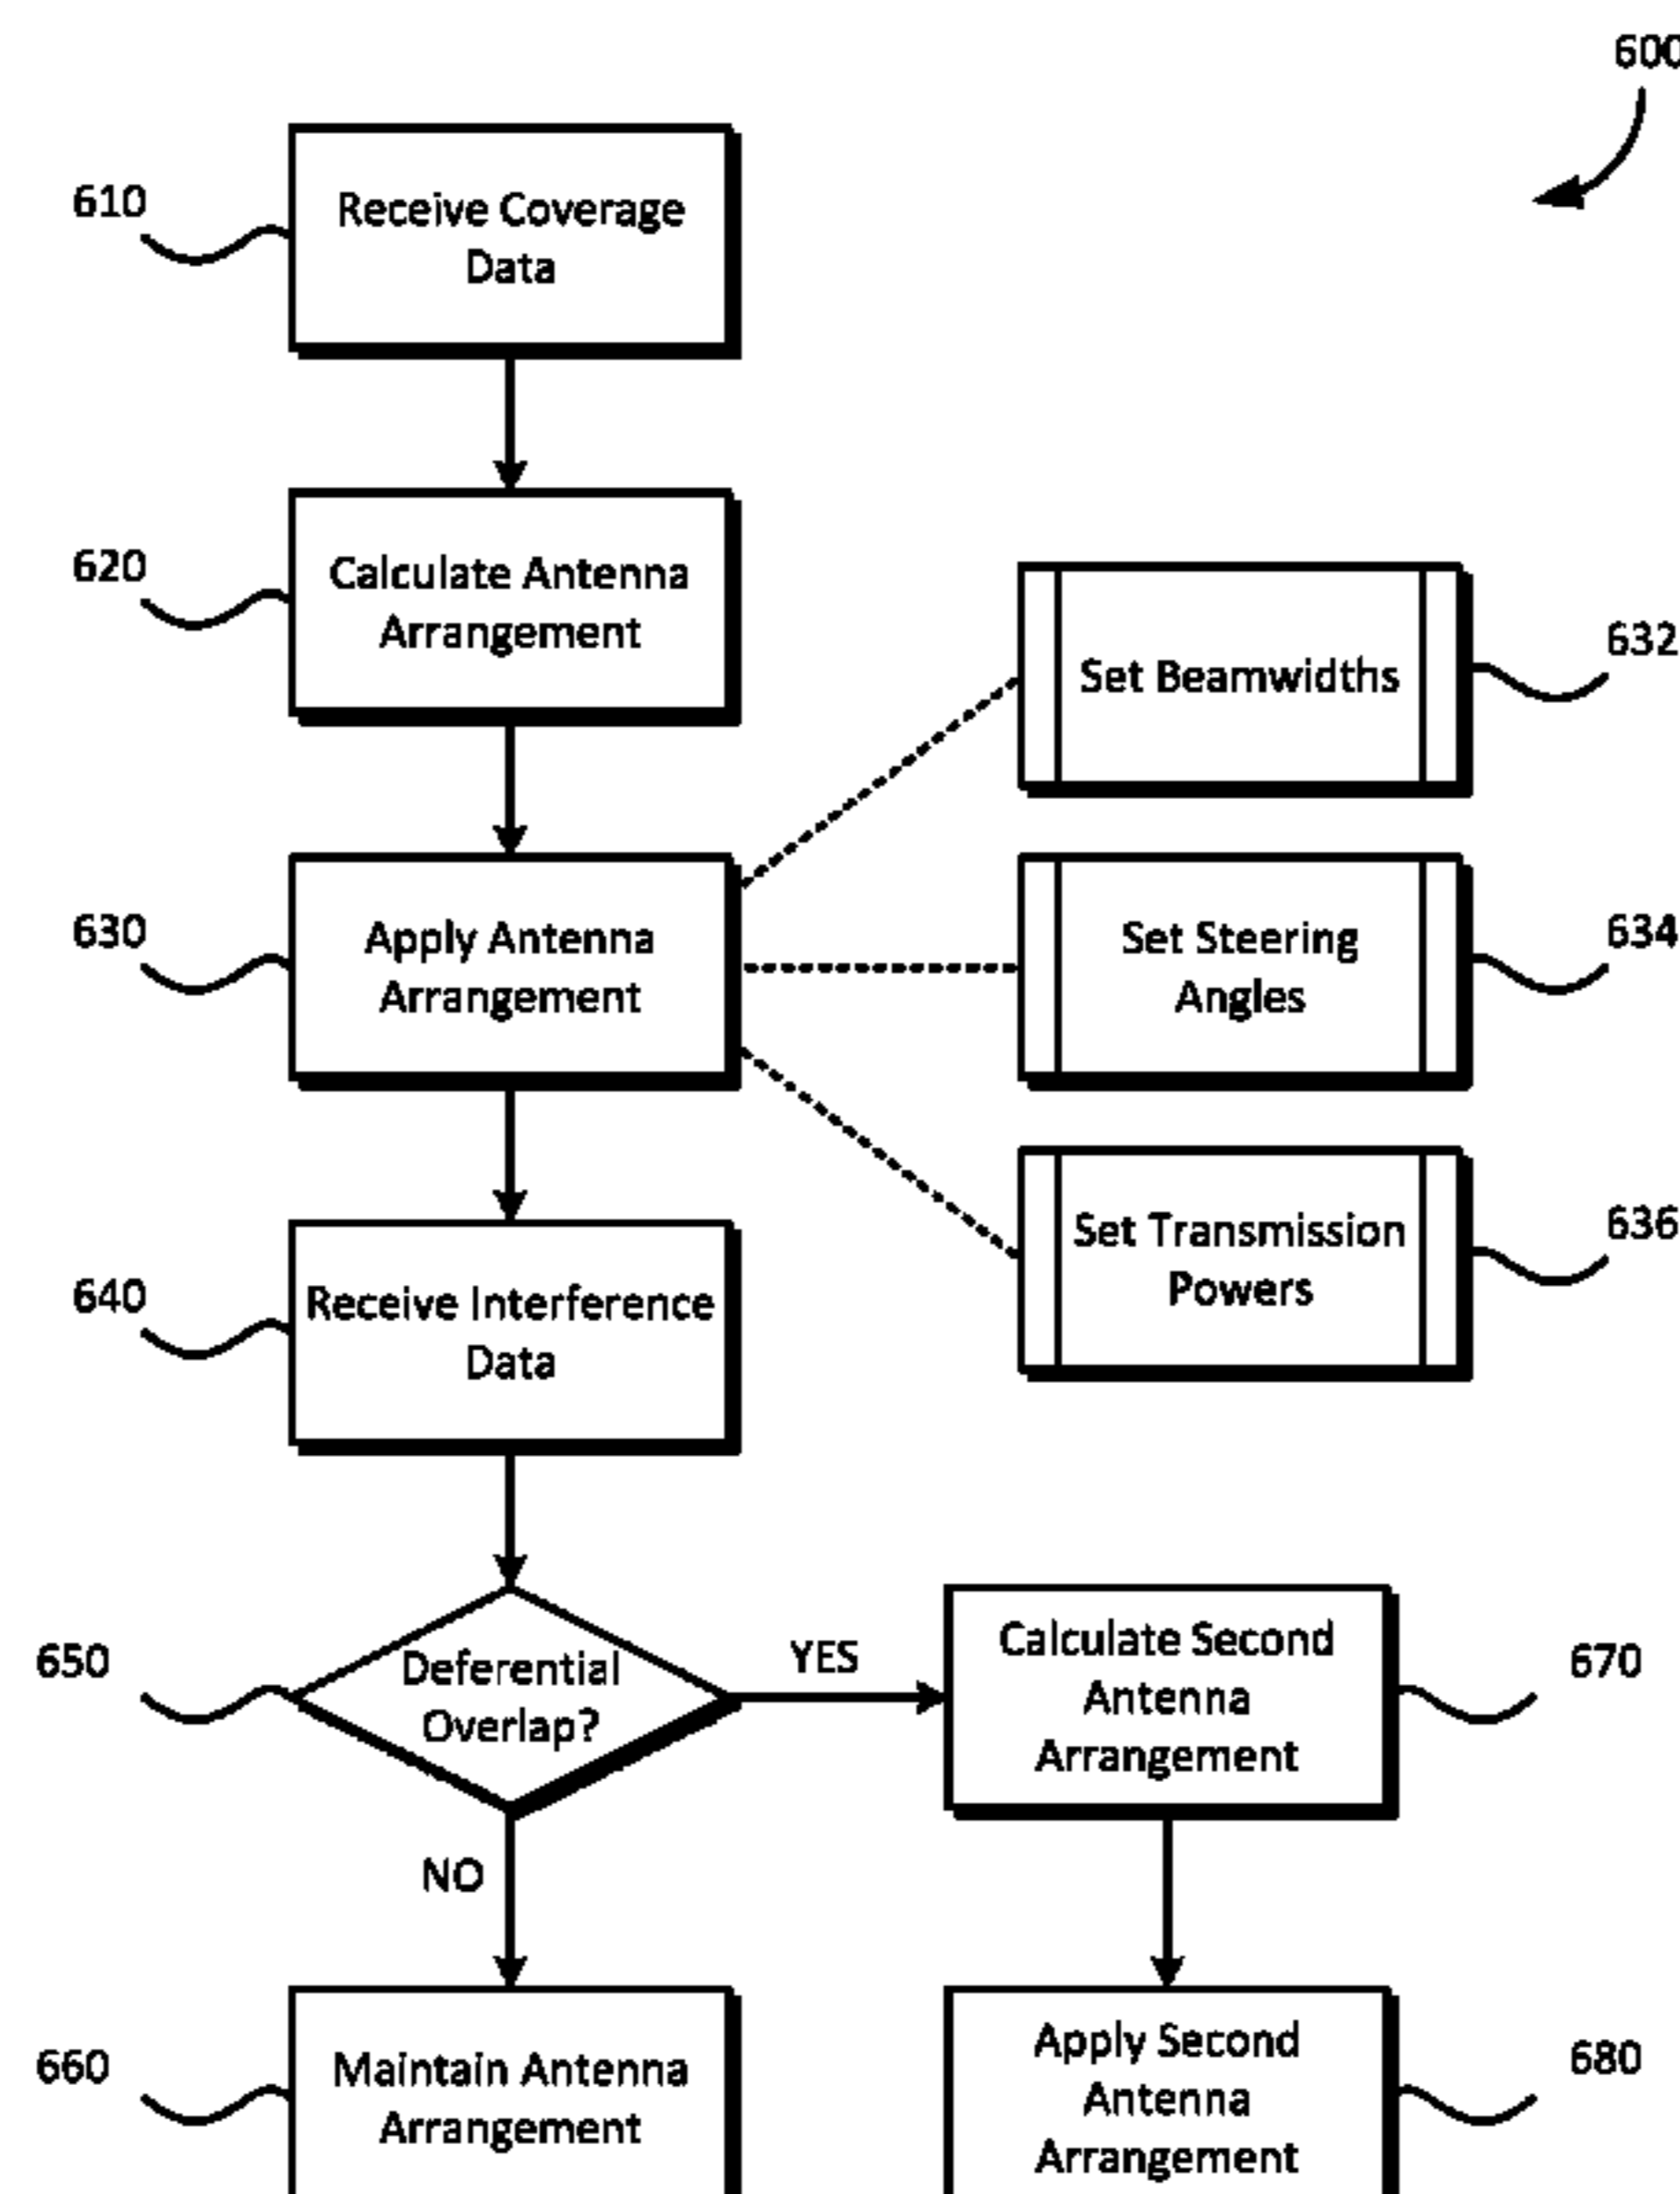 600
610
Receive Coverage
Data
620
Calculate Antenna
Arrangement
Set Beamwidths
632
630
Apply Antenna
Arrangement
Set Steering
Angles
634
Set Transmission
Powers
636
640
Receive Interference
Data
650
Deferential
Overlap?
YES
Calculate Second
Antenna
Arrangement
670
NO
660
Maintain Antenna
Arrangement
Apply Second
Antenna
Arrangement
680